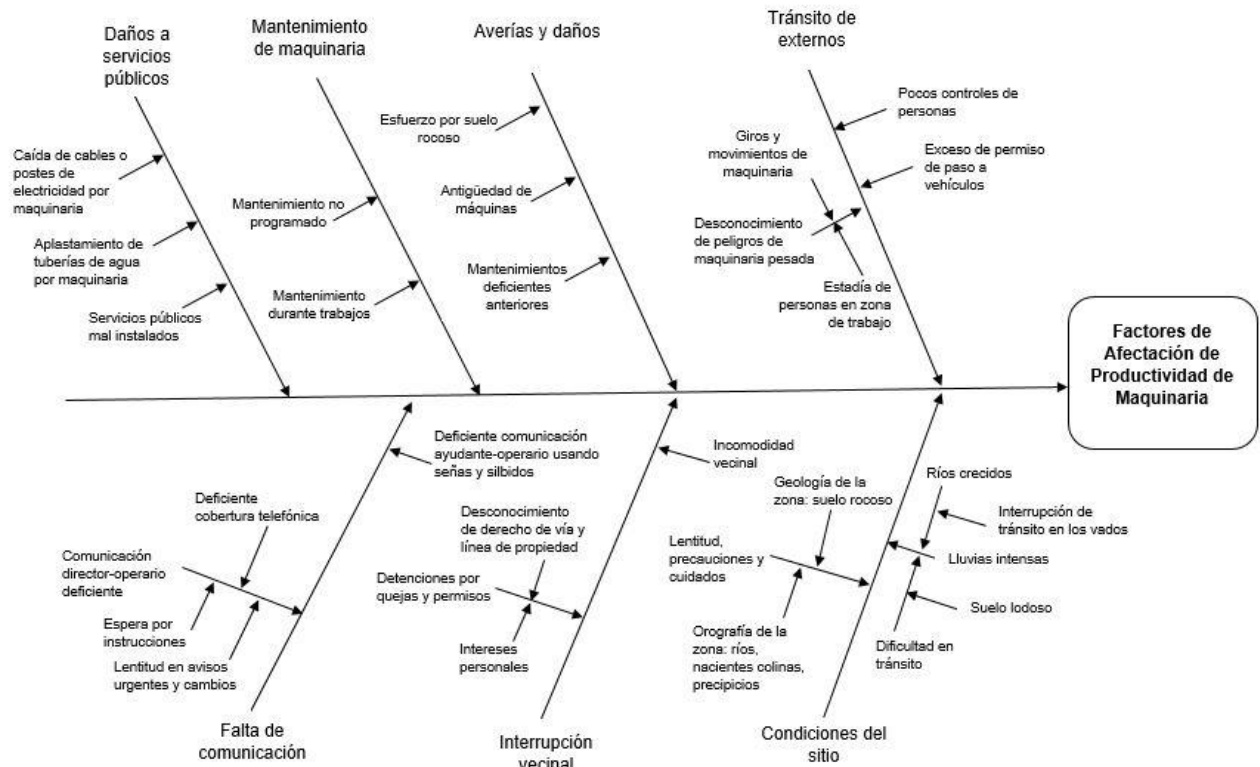 Daños a
servicios
públicos
Mantenimiento
de maquinaria
Averías y daños
Tránsito de
externos
Caída de cables o
postes de
electricidad por
maquinaria
Aplastamiento de
tuberías de agua
por maquinaria
Servicios públicos
mal instalados
Mantenimiento no
programado
Mantenimiento
durante trabajos
Esfuerzo por suelo
rocoso
Antigüedad de
máquinas
Mantenimientos
deficientes
anteriores
Pocos controles de
personas
Giros y
movimientos de
maquinaria
Exceso de permiso
de paso a
vehículos
Desconocimiento
de peligros de
maquinaria pesada
Estadía de
personas en zona
de trabajo
Factores de
Afectación de
Productividad de
Maquinaria
Deficiente comunicación
ayudante-operario usando
señas y silbidos
Deficiente
cobertura telefónica
Comunicación
director-operario
deficiente
Espera por
instrucciones
Lentitud en avisos
urgentes y cambios
Falta de
comunicación
Incomodidad
vecinal
Desconocimiento
de derecho de vía y
línea de propiedad
Detenciones por
quejas y permisos
Intereses
personales
Interrupción
vecinal
Geología de la
zona: suelo rocoso
Lentitud,
precauciones y
cuidados
Orografía de la
zona: ríos,
nacientes colinas,
precipicios
Ríos crecidos
Interrupción de
tránsito en los vados
Lluvias intensas
Suelo lodoso
Dificultad en
tránsito
Condiciones del
sitio